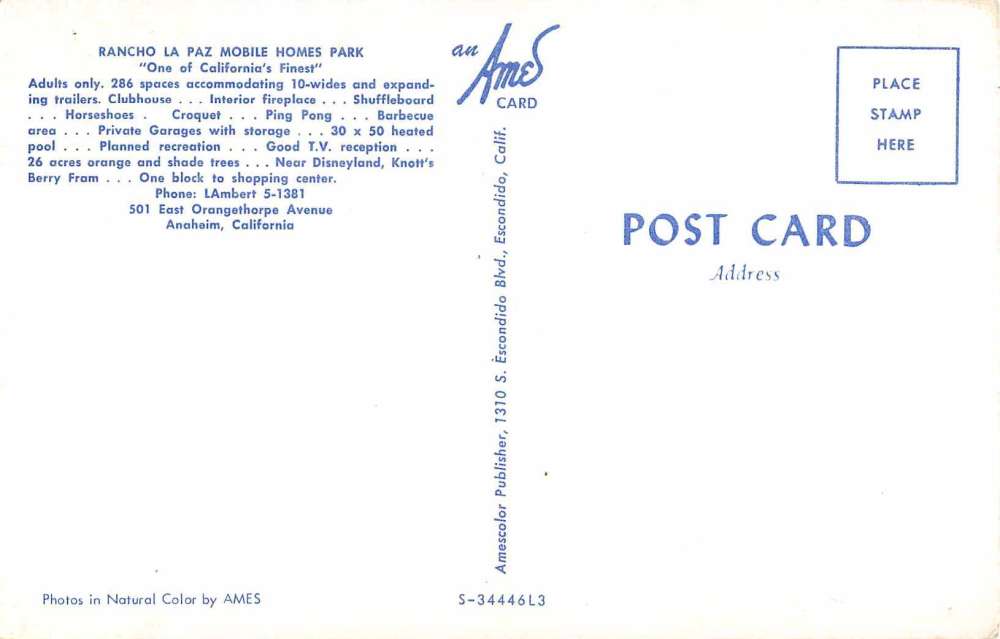 RANCHO LA PAZ MOBILE HOMES PARK
"One of California's Finest"
Adults only. 286 spaces accommodating 10-wides and expand-
ing trailers. Clubhouse . . . Interior fireplace . . . Shuffleboard
. . . Horseshoes . Croquet . . . Ping Pong . . . Barbecue
area . . . Private Garages with storage . . . 30 x 50 heated
pool . . . Planned recreation . . . Good T.V. reception . . .
26 acres orange and shade trees . . . Near Disneyland, Knott's
Berry Fram . . . One block to shopping center.
Phone: LAmbert 5-1381
501 East Orangethorpe Avenue
Anaheim, California
Photos in Natural Color by AMES
an
Ames
CARD
Amescolor Publisher, 1310 S. Escondido Blvd., Escondido, Calif.
S-34446L3
PLACE
STAMP
HERE
POST CARD
Address